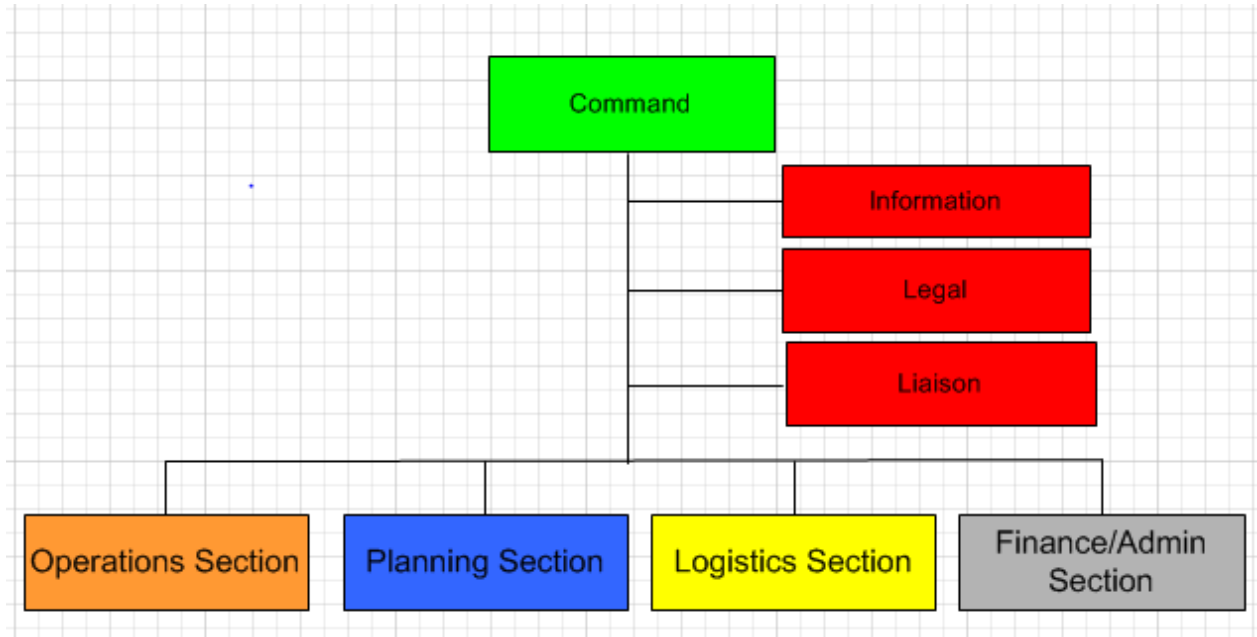 Command
Information
Legal
Liaison
Operations Section
Planning Section
Logistics Section
Finance/Admin
Section